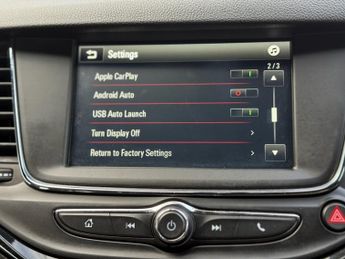 Settings
2/3
Apple CarPlay
Android Auto
USB Auto Launch
Turn Display Off
Return to Factory Settings